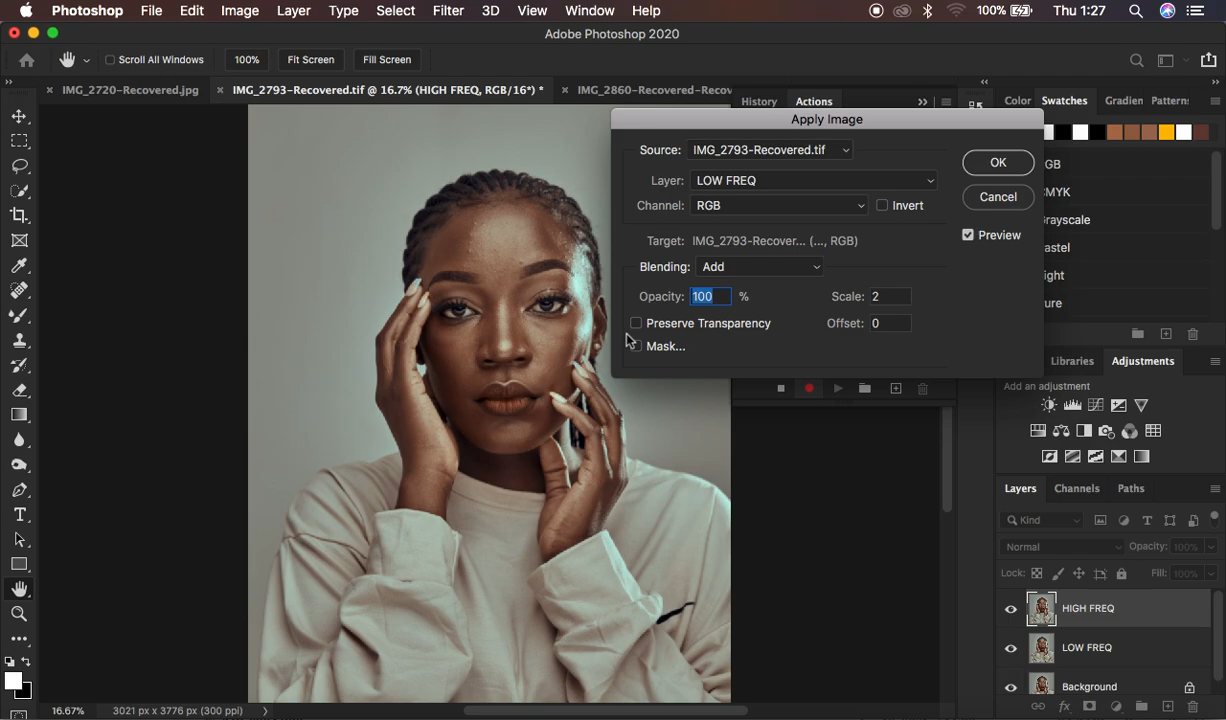 Photoshop File Edit Image Layer Type Select Filter 3D View Window Help 100% Thu 1:27
Adobe Photoshop 2020
Scroll All Windows 100% Fit Screen Fill Screen
IMG_2720-Recovered.jpg IMG_2793-Recovered.tif @ 16.7% (HIGH FREQ, RGB/16*) * IMG_2860-Recovered-Recov
History Actions
Color Swatches Gradien Pattern:
Apply Image
Source: IMG_2793-Recovered.tif OK
Layer: LOW FREQ Cancel
Channel: RGB Invert
Preview
Target: IMG_2793-Recover... (..., RGB)
Blending: Add
Opacity: 100 % Scale: 2
Preserve Transparency Offset: 0
Mask...
GB
MYK
rayscale
astel
ight
ure
Libraries Adjustments
Add an adjustment
Layers Channels Paths
Kind
Normal Opacity: 100%
Lock: Fill: 100%
HIGH FREQ
LOW FREQ
Background
16.67% 3021 px x 3776 px (300 ppi)